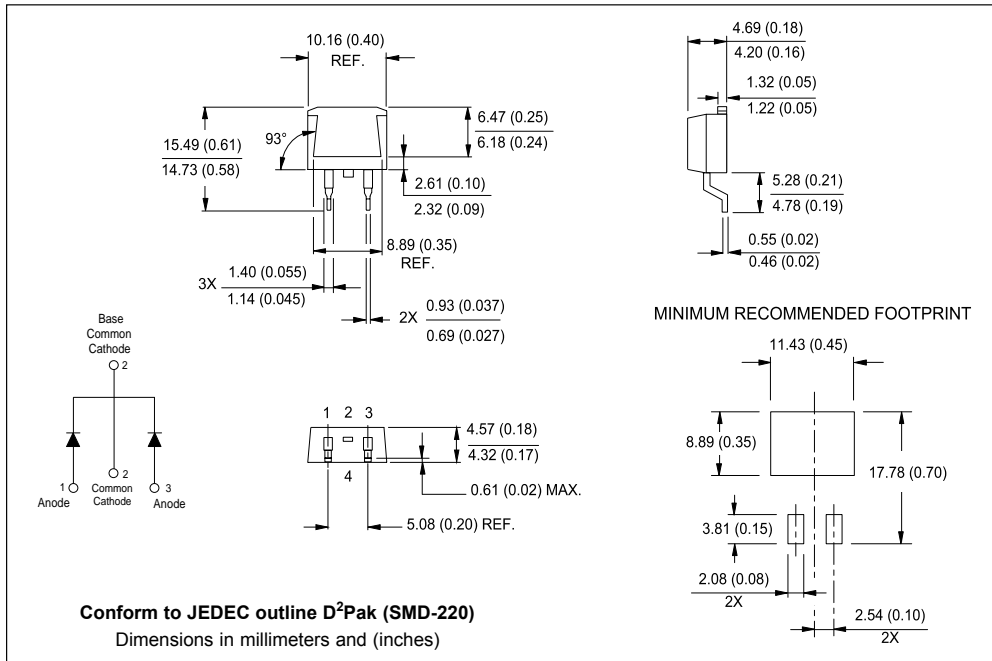 10.16 (0.40)
REF.
15.49 (0.61)
14.73 (0.58)
93°
6.47 (0.25)
6.18 (0.24)
2.61 (0.10)
2.32 (0.09)
8.89 (0.35)
REF.
3X
1.40 (0.055)
1.14 (0.045)
2X
0.93 (0.037)
0.69 (0.027)
4.69 (0.18)
4.20 (0.16)
1.32 (0.05)
1.22 (0.05)
5.28 (0.21)
4.78 (0.19)
0.55 (0.02)
0.46 (0.02)
Base
Common
Cathode
2
1
Anode
2
Common
Cathode
3
Anode
1 2 3
4
4.57 (0.18)
4.32 (0.17)
0.61 (0.02) MAX.
5.08 (0.20) REF.
MINIMUM RECOMMENDED FOOTPRINT
11.43 (0.45)
8.89 (0.35)
17.78 (0.70)
3.81 (0.15)
2.08 (0.08)
2X
2.54 (0.10)
2X
Conform to JEDEC outline D²Pak (SMD-220)
Dimensions in millimeters and (inches)